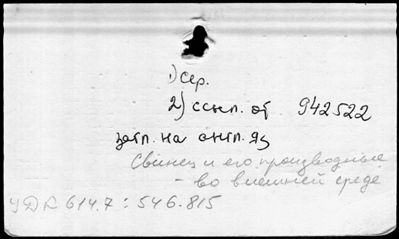 1) сер.
2) ссып. от 942522
загл. на англ. яз
Свинец и его производные
- во внешней среде
УДК 614.7 : 546.815